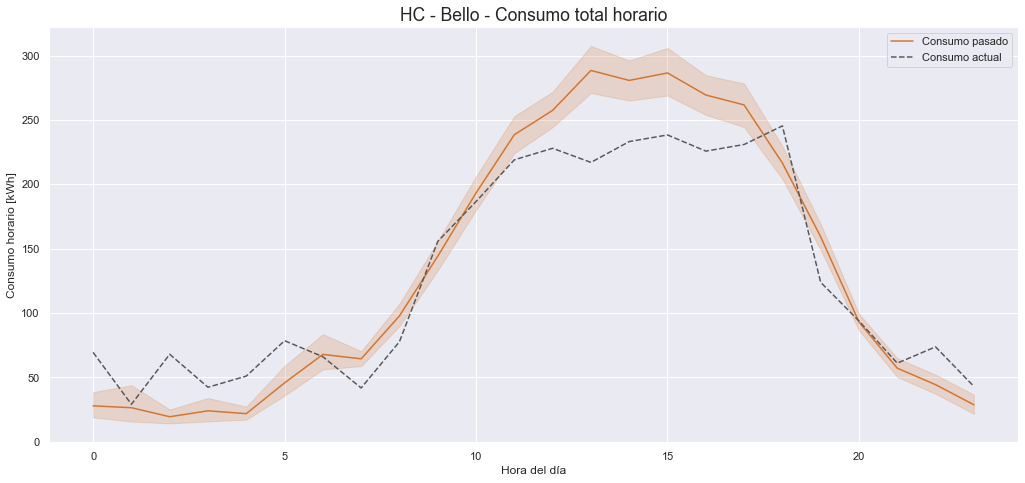 HC - Bello - Consumo total horario
Consumo pasado
Consumo actual
300
250
200
150
100
50
0
Consumo horario [kWh]
0 5 10 15 20
Hora del día